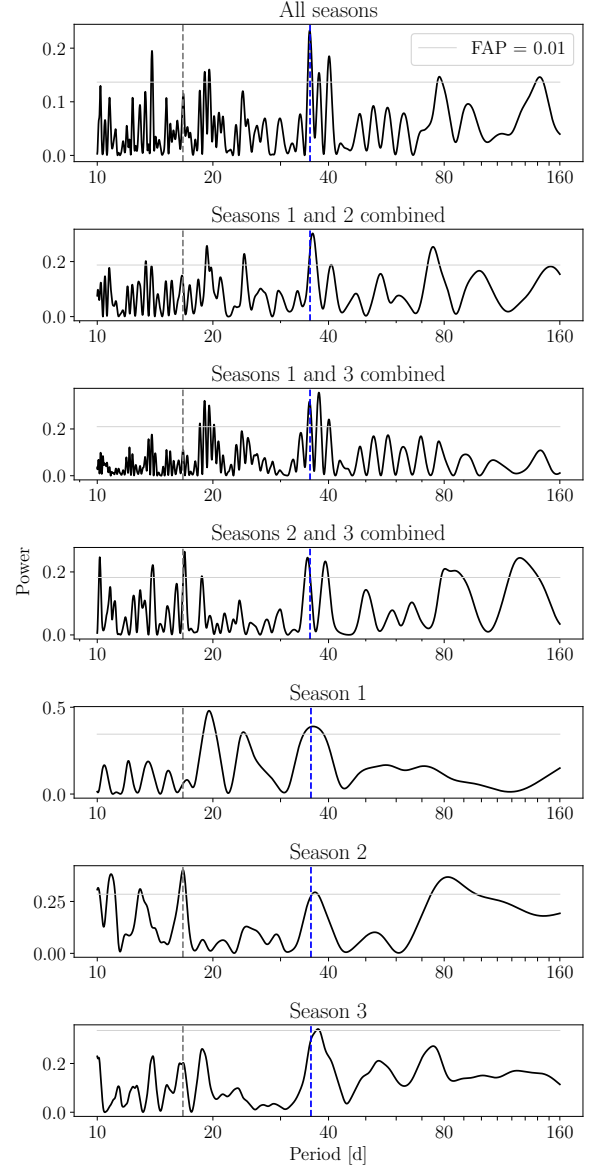 All seasons
FAP = 0.01
0.2
0.1
0.0
10 20 40 80 160
Seasons 1 and 2 combined
0.2
0.0
10 20 40 80 160
Seasons 1 and 3 combined
0.2
0.0
10 20 40 80 160
Seasons 2 and 3 combined
0.2
0.0
10 20 40 80 160
Power
Season 1
0.5
0.0
10 20 40 80 160
Season 2
0.25
0.00
10 20 40 80 160
Season 3
0.2
0.0
10 20 40 80 160
Period [d]